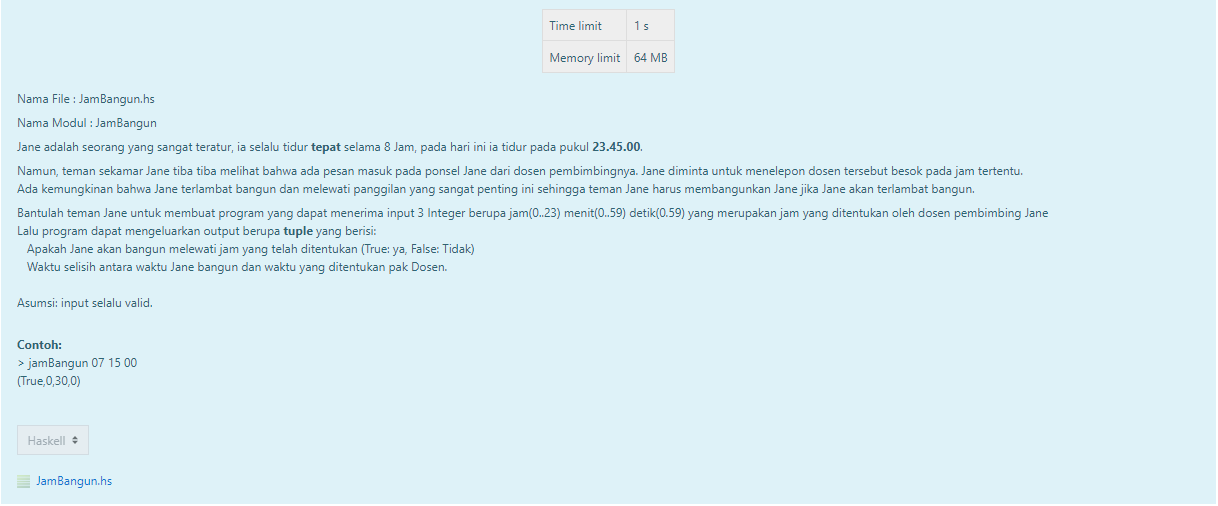 Time limit 1 s
Memory limit 64 MB
Nama File : JamBangun.hs
Nama Modul : JamBangun
Jane adalah seorang yang sangat teratur, ia selalu tidur tepat selama 8 Jam, pada hari ini ia tidur pada pukul 23.45.00.
Namun, teman sekamar Jane tiba tiba melihat bahwa ada pesan masuk pada ponsel Jane dari dosen pembimbingnya. Jane diminta untuk menelepon dosen tersebut besok pada jam tertentu.
Ada kemungkinan bahwa Jane terlambat bangun dan melewati panggilan yang sangat penting ini sehingga teman Jane harus membangunkan Jane jika Jane akan terlambat bangun.
Bantulah teman Jane untuk membuat program yang dapat menerima input 3 Integer berupa jam(0..23) menit(0..59) detik(0.59) yang merupakan jam yang ditentukan oleh dosen pembimbing Jane
Lalu program dapat mengeluarkan output berupa tuple yang berisi:
Apakah Jane akan bangun melewati jam yang telah ditentukan (True: ya, False: Tidak)
Waktu selisih antara waktu Jane bangun dan waktu yang ditentukan pak Dosen.
Asumsi: input selalu valid.
Contoh:
> jamBangun 07 15 00
(True,0,30,0)
Haskell
JamBangun.hs